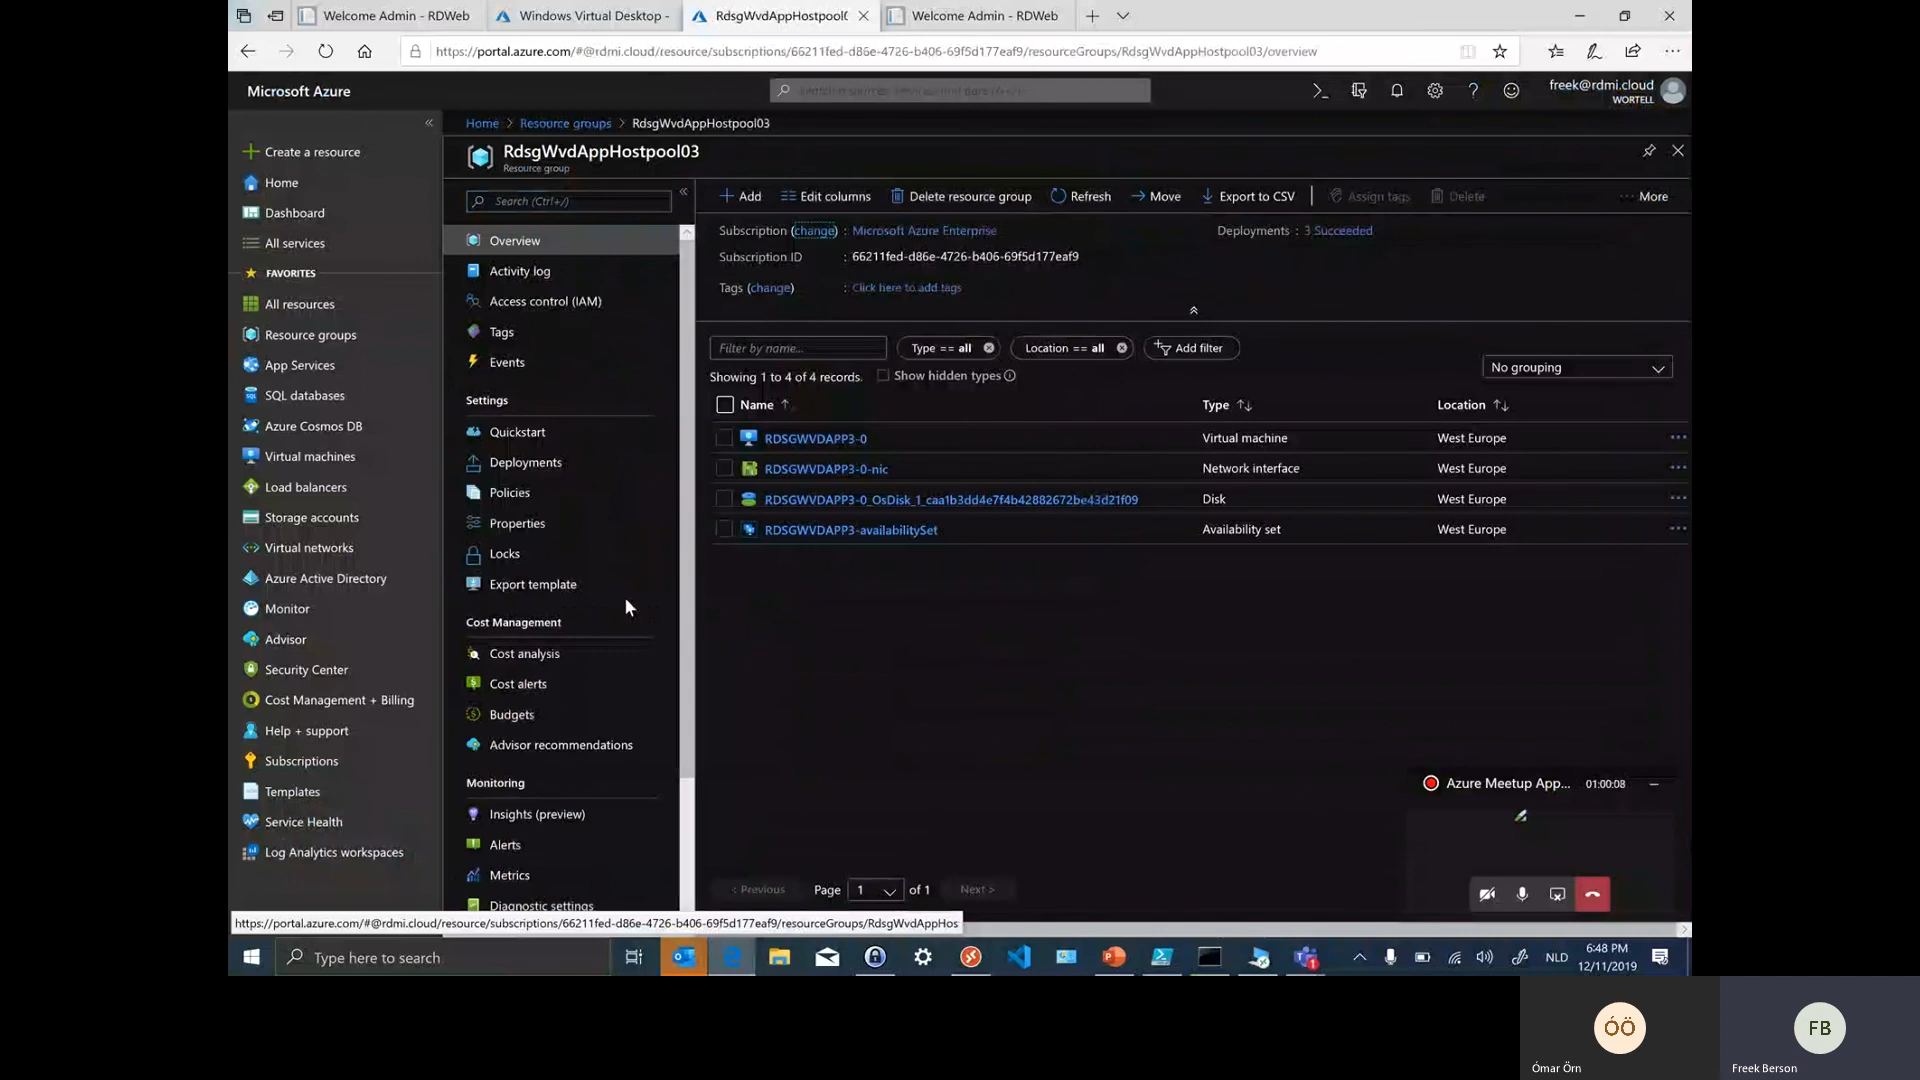 Welcome Admin - RDWeb
Windows Virtual Desktop -
RdsgWvdAppHostpool(
Welcome Admin - RDWeb
https://portal.azure.com/#@rdmi.cloud/resource/subscriptions/66211fed-d86e-4726-b406-69f5d177eaf9/resourceGroups/RdsgWvdAppHostpool03/overview
Microsoft Azure
freek@rdmi.cloud
WORTELL
Home > Resource groups > RdsgWvdAppHostpool03
RdsgWvdAppHostpool03
Resource group
Create a resource
Home
Dashboard
All services
FAVORITES
All resources
Resource groups
App Services
SQL databases
Azure Cosmos DB
Virtual machines
Load balancers
Storage accounts
Virtual networks
Azure Active Directory
Monitor
Advisor
Security Center
Cost Management + Billing
Help + support
Subscriptions
Templates
Service Health
Log Analytics workspaces
Search (Ctrl+/)
Overview
Activity log
Access control (IAM)
Tags
Events
Settings
Quickstart
Deployments
Policies
Properties
Locks
Export template
Cost Management
Cost analysis
Cost alerts
Budgets
Advisor recommendations
Monitoring
Insights (preview)
Alerts
Metrics
Diagnostic settings
Add Edit columns Delete resource group Refresh Move Export to CSV Assign tags Delete More
Subscription (change) : Microsoft Azure Enterprise
Deployments : 3 Succeeded
Subscription ID : 66211fed-d86e-4726-b406-69f5d177eaf9
Tags (change) : Click here to add tags
Filter by name...
Type == all
Location == all
Add filter
Showing 1 to 4 of 4 records.
Show hidden types
No grouping
Name Type Location
RDSGWVDAPP3-0 Virtual machine West Europe
RDSGWVDAPP3-0-nic Network interface West Europe
RDSGWVDAPP3-0_OsDisk_1_caa1b3dd4e7f4b42882672be43d21f09 Disk West Europe
RDSGWVDAPP3-availabilitySet Availability set West Europe
Azure Meetup App... 01:00:08
< Previous Page 1 of 1 Next >
https://portal.azure.com/#@rdmi.cloud/resource/subscriptions/66211fed-d86e-4726-b406-69f5d177eaf9/resourceGroups/RdsgWvdAppHos
Type here to search
1
NLD
6:48 PM
12/11/2019
ÓÖ
FB
Ómar Örn
Freek Berson